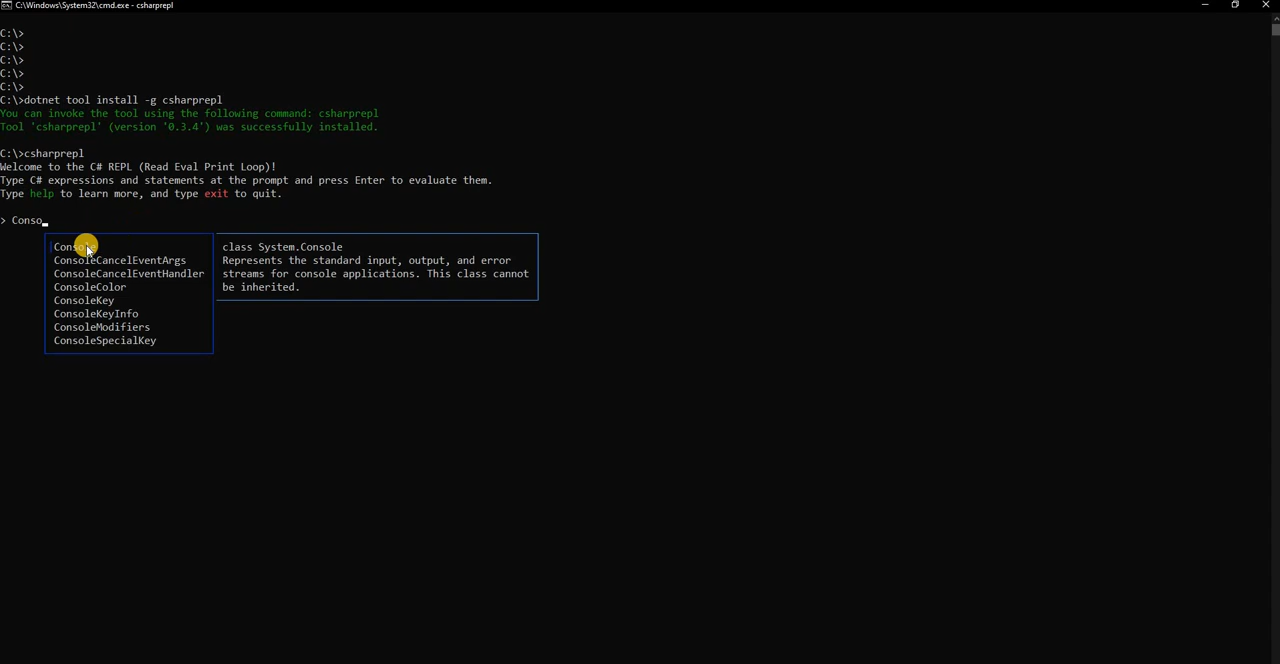 C:\Windows\System32\cmd.exe - csharprepl
C:\>
C:\>
C:\>
C:\>
C:\>
C:\>dotnet tool install -g csharprepl
You can invoke the tool using the following command: csharprepl
Tool 'csharprepl' (version '0.3.4') was successfully installed.
C:\>csharprepl
Welcome to the C# REPL (Read Eval Print Loop)!
Type C# expressions and statements at the prompt and press Enter to evaluate them.
Type help to learn more, and type exit to quit.
> Conso_
Console
ConsoleCancelEventArgs
ConsoleCancelEventHandler
ConsoleColor
ConsoleKey
ConsoleKeyInfo
ConsoleModifiers
ConsoleSpecialKey
class System.Console
Represents the standard input, output, and error
streams for console applications. This class cannot
be inherited.